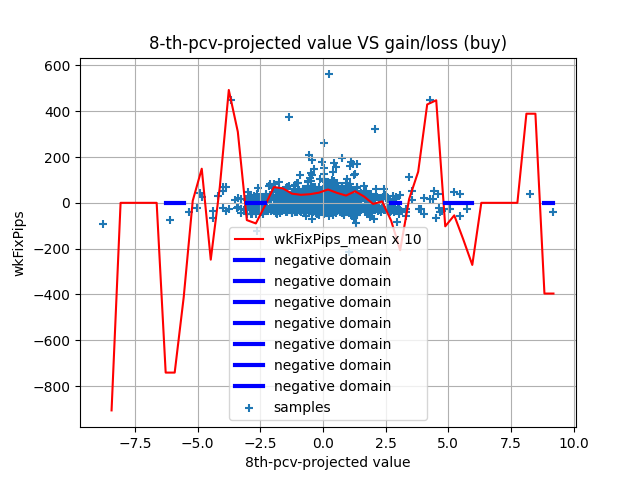 8-th-pcv-projected value VS gain/loss (buy)
wkFixPips
600
400
200
0
−200
−400
−600
−800
wkFixPips_mean x 10
negative domain
negative domain
negative domain
negative domain
negative domain
negative domain
negative domain
samples
−7.5 −5.0 −2.5 0.0 2.5 5.0 7.5 10.0
8th-pcv-projected value